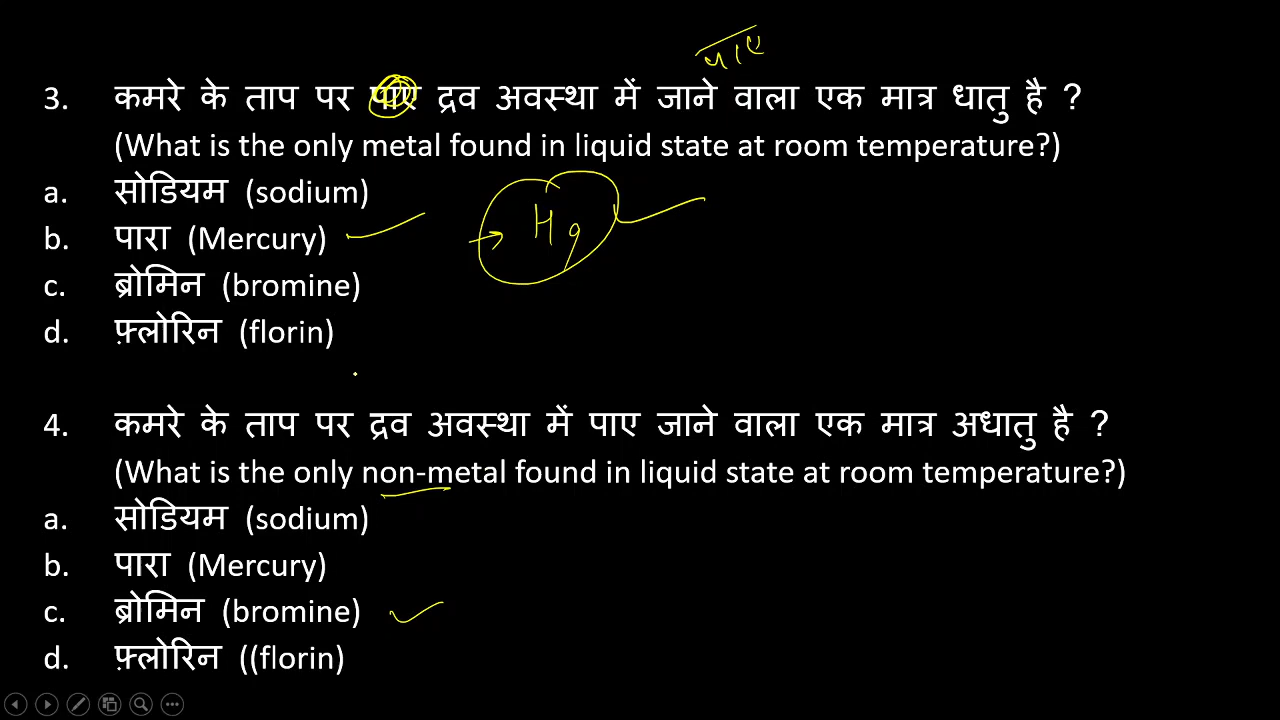 पाए
3. कमरे के ताप पर पाए द्रव अवस्था में जाने वाला एक मात्र धातु है ?
(What is the only metal found in liquid state at room temperature?)
a. सोडियम (sodium)
b. पारा (Mercury)
Hg
c. ब्रोमिन (bromine)
d. फ़्लोरिन (florin)
4. कमरे के ताप पर द्रव अवस्था में पाए जाने वाला एक मात्र अधातु है ?
(What is the only non-metal found in liquid state at room temperature?)
a. सोडियम (sodium)
b. पारा (Mercury)
c. ब्रोमिन (bromine)
d. फ़्लोरिन ((florin)